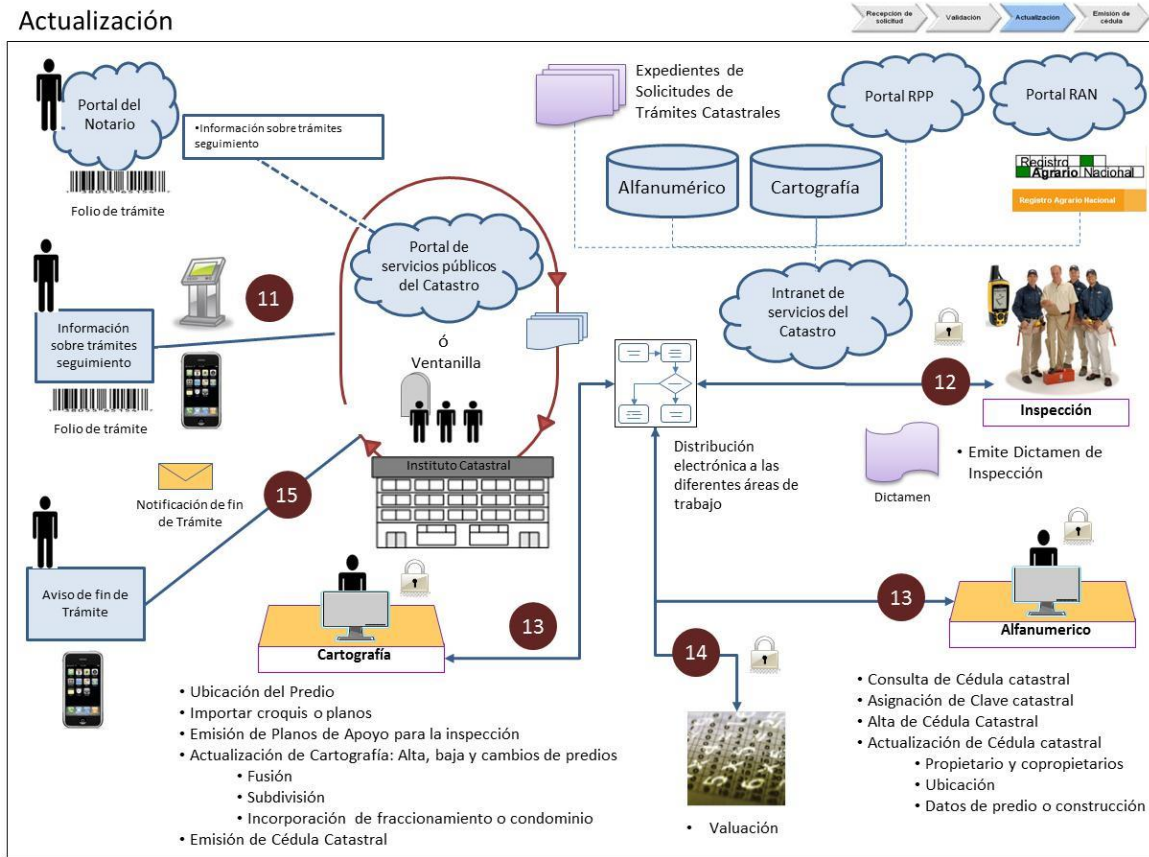 Actualización
Recepción de
solicitud
Validación
Actualización
Emisión de
cédula
Portal del
Notario
•Información sobre trámites
seguimiento
Folio de trámite
Expedientes de
Solicitudes de
Trámites Catastrales
Portal RPP
Portal RAN
Alfanumérico
Cartografía
Registro
Agrario Nacional
Registro Agrario Nacional
Portal de
servicios públicos
del Catastro
ó
Ventanilla
11
Información
sobre trámites
seguimiento
Folio de trámite
Intranet de
servicios del
Catastro
12
Inspección
• Emite Dictamen de
Inspección
Dictamen
Distribución
electrónica a las
diferentes áreas de
trabajo
Instituto Catastral
15
Notificación de fin
de Trámite
Aviso de fin de
Trámite
13
Cartografía
• Ubicación del Predio
• Importar croquis o planos
• Emisión de Planos de Apoyo para la inspección
• Actualización de Cartografía: Alta, baja y cambios de predios
• Fusión
• Subdivisión
• Incorporación de fraccionamiento o condominio
• Emisión de Cédula Catastral
14
• Valuación
13
Alfanumerico
• Consulta de Cédula catastral
• Asignación de Clave catastral
• Alta de Cédula Catastral
• Actualización de Cédula catastral
• Propietario y copropietarios
• Ubicación
• Datos de predio o construcción